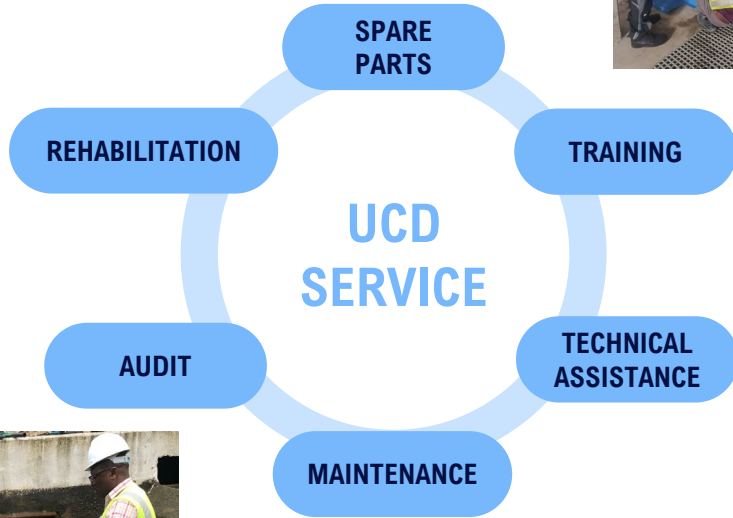 SPARE
PARTS
REHABILITATION
TRAINING
UCD
SERVICE
AUDIT
TECHNICAL
ASSISTANCE
MAINTENANCE